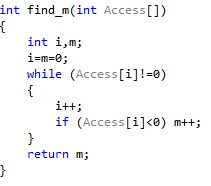 int find_m(int Access[])
{
    int i,m;
    i=m=0;
    while (Access[i]!=0)
    {
        i++;
        if (Access[i]<0) m++;
    }
    return m;
}